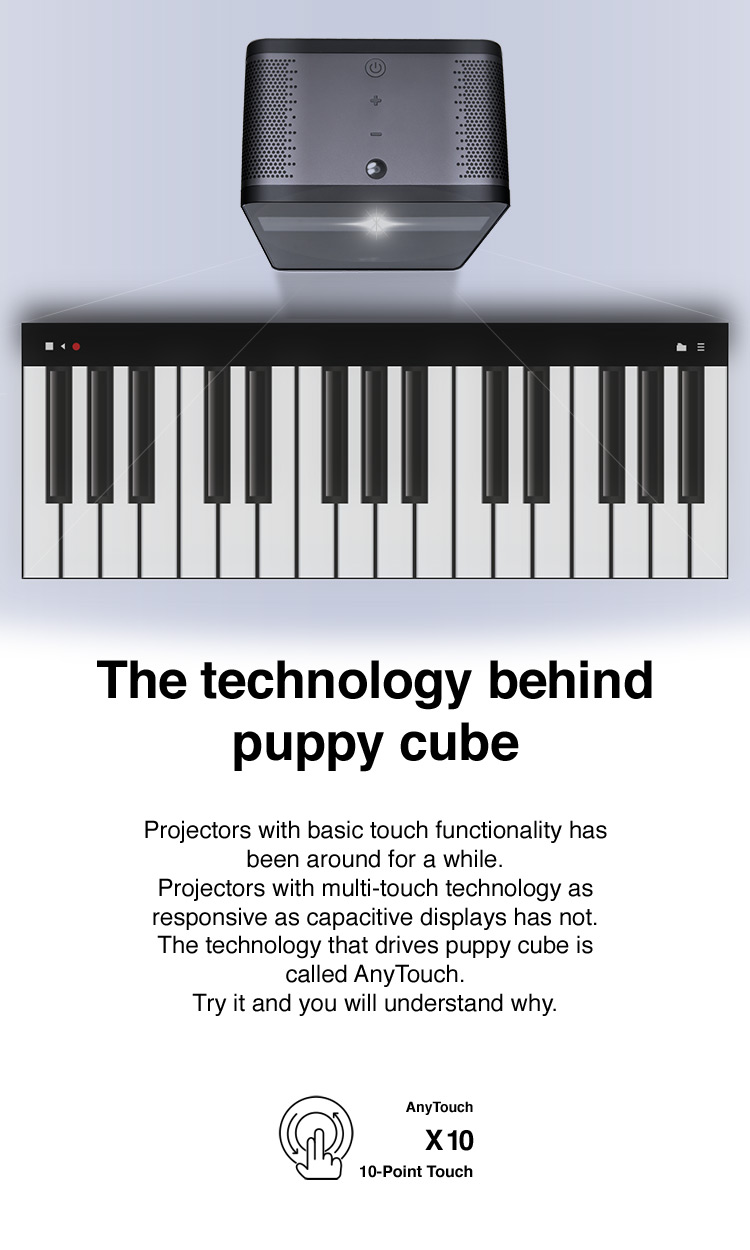 The technology behind
puppy cube
Projectors with basic touch functionality has
been around for a while.
Projectors with multi-touch technology as
responsive as capacitive displays has not.
The technology that drives puppy cube is
called AnyTouch.
Try it and you will understand why.
AnyTouch
X10
10-Point Touch